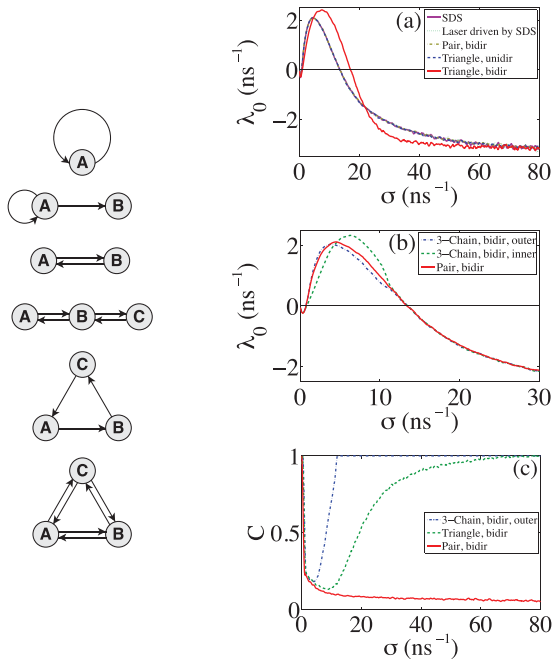 A
A B
A B
A B C
C
A B
C
A B
(a)
SDS
Laser driven by SDS
Pair, bidir
Triangle, unidir
Triangle, bidir
2
0
−2
λ₀ (ns⁻¹)
0 20 40 60 80
σ (ns⁻¹)
(b)
3−Chain, bidir, outer
3−Chain, bidir, inner
Pair, bidir
2
0
−2
λ₀ (ns⁻¹)
0 10 20 30
σ (ns⁻¹)
(c)
3−Chain, bidir, outer
Triangle, bidir
Pair, bidir
1
0.5
0
C
0 20 40 60 80
σ (ns⁻¹)